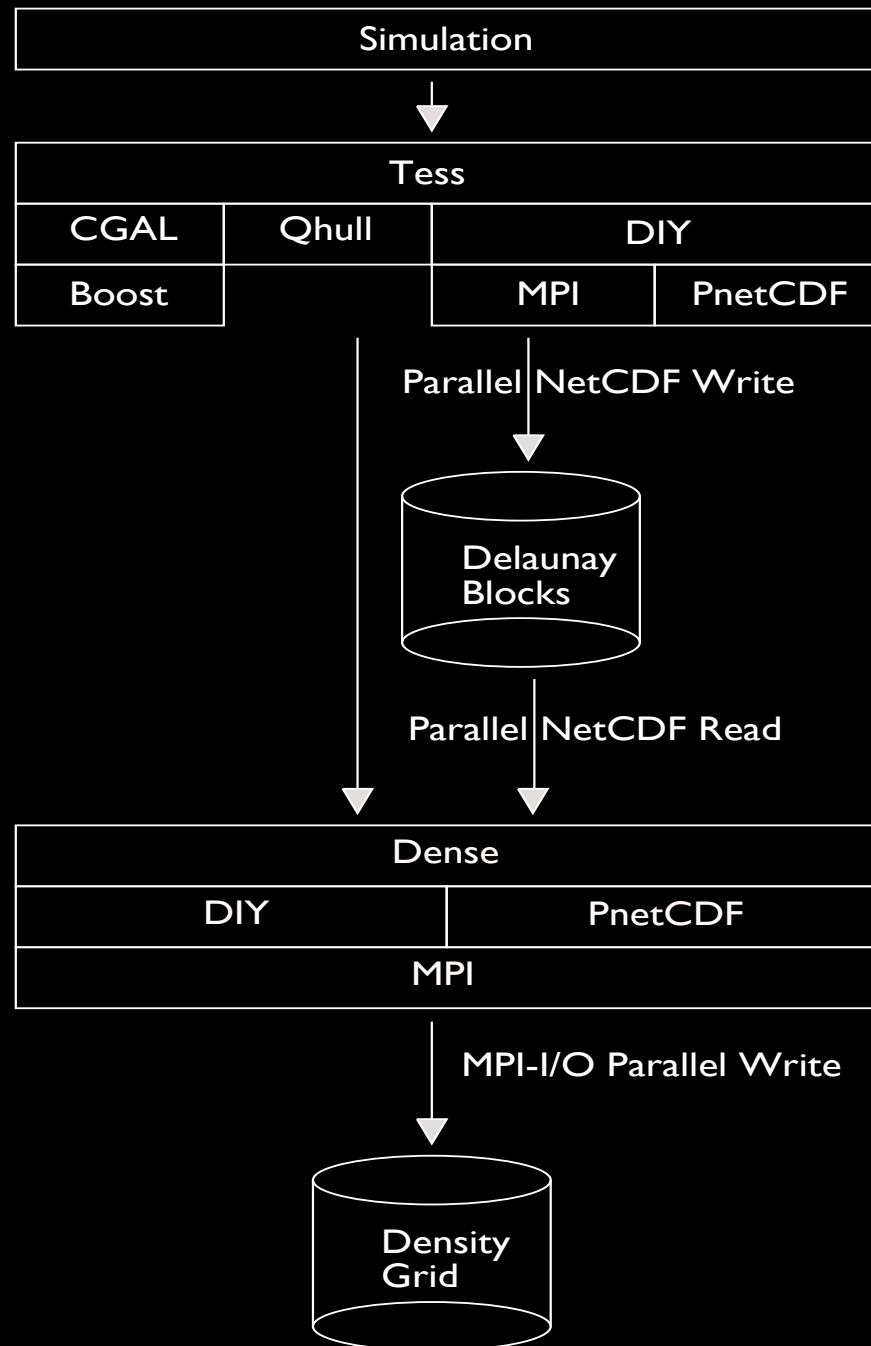 Simulation
Tess
CGAL
Qhull
DIY
Boost
MPI
PnetCDF
Parallel NetCDF Write
Delaunay
Blocks
Parallel NetCDF Read
Dense
DIY
PnetCDF
MPI
MPI-I/O Parallel Write
Density
Grid